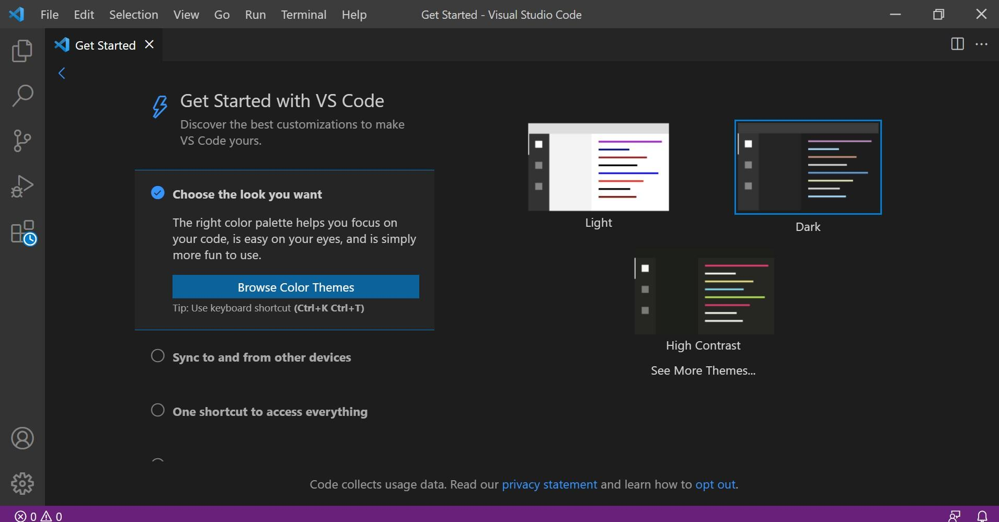 File Edit Selection View Go Run Terminal Help Get Started - Visual Studio Code
Get Started
Get Started with VS Code
Discover the best customizations to make
VS Code yours.
Choose the look you want
The right color palette helps you focus on
your code, is easy on your eyes, and is simply
more fun to use.
Browse Color Themes
Tip: Use keyboard shortcut (Ctrl+K Ctrl+T)
Sync to and from other devices
One shortcut to access everything
Light
Dark
High Contrast
See More Themes...
Code collects usage data. Read our privacy statement and learn how to opt out.
0 0